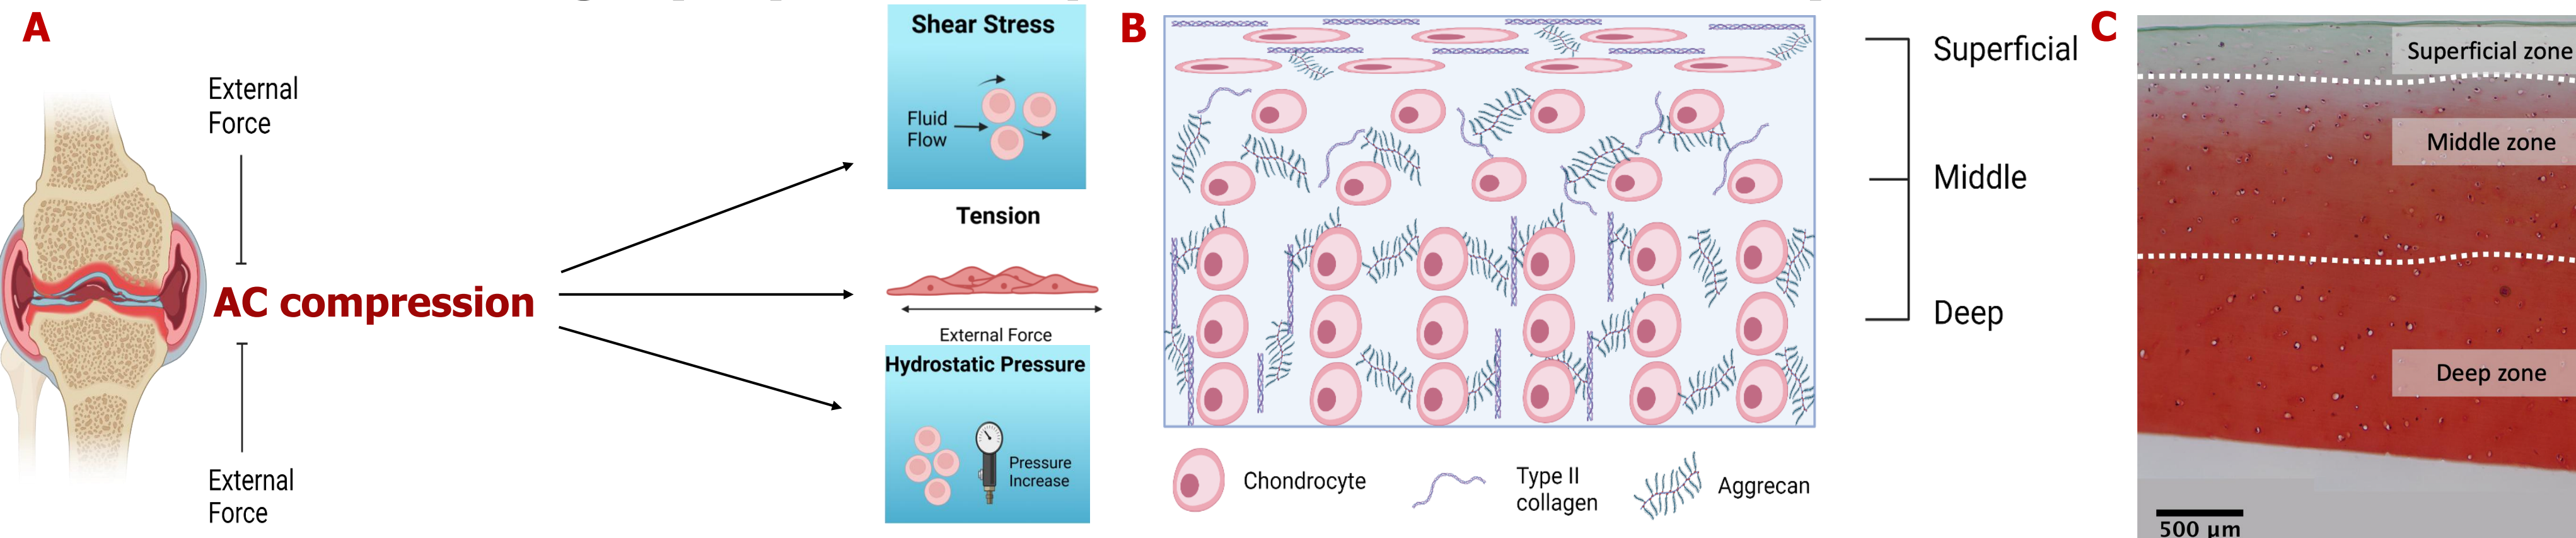 A
External
Force
AC compression
External
Force
Shear Stress
Fluid
Flow
Tension
External Force
Hydrostatic Pressure
Pressure
Increase
B
Superficial
Middle
Deep
Chondrocyte
Type II
collagen
Aggrecan
C
Superficial zone
Middle zone
Deep zone
500 µm